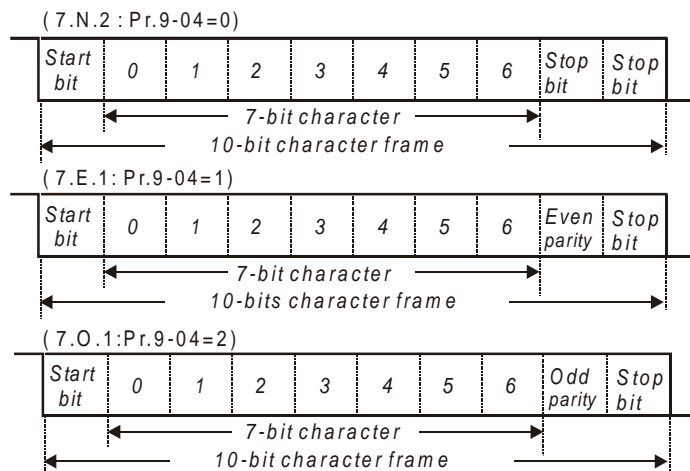 (7.N.2 : Pr.9-04=0)
Start bit 0 1 2 3 4 5 6 Stop bit Stop bit
7-bit character
10-bit character frame
(7.E.1: Pr.9-04=1)
Start bit 0 1 2 3 4 5 6 Even parity Stop bit
7-bit character
10-bits character frame
(7.O.1:Pr.9-04=2)
Start bit 0 1 2 3 4 5 6 Odd parity Stop bit
7-bit character
10-bit character frame